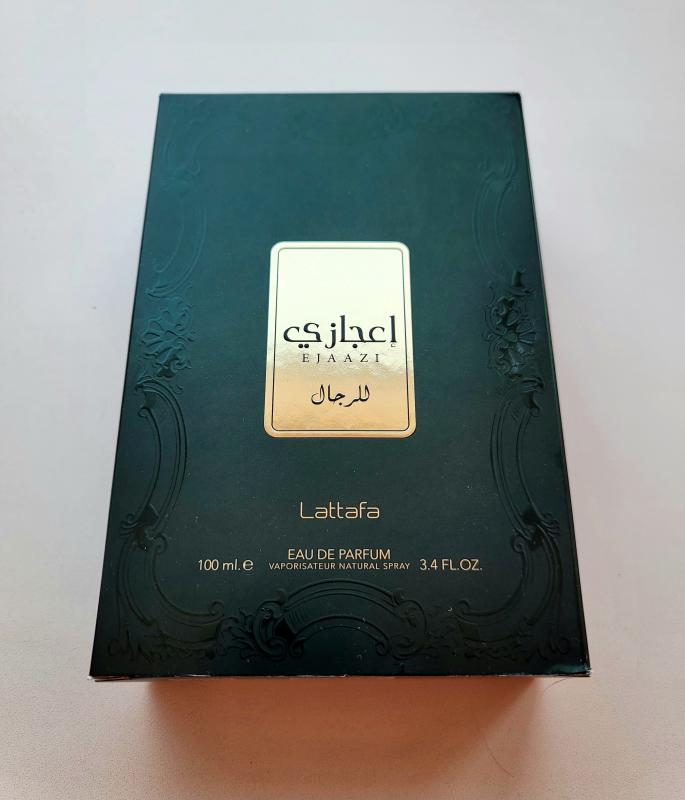 إعجازي
EJAAZI
للرجال
Lattafa
EAU DE PARFUM
100 ml.e VAPORISATEUR NATURAL SPRAY 3.4 FL.OZ.